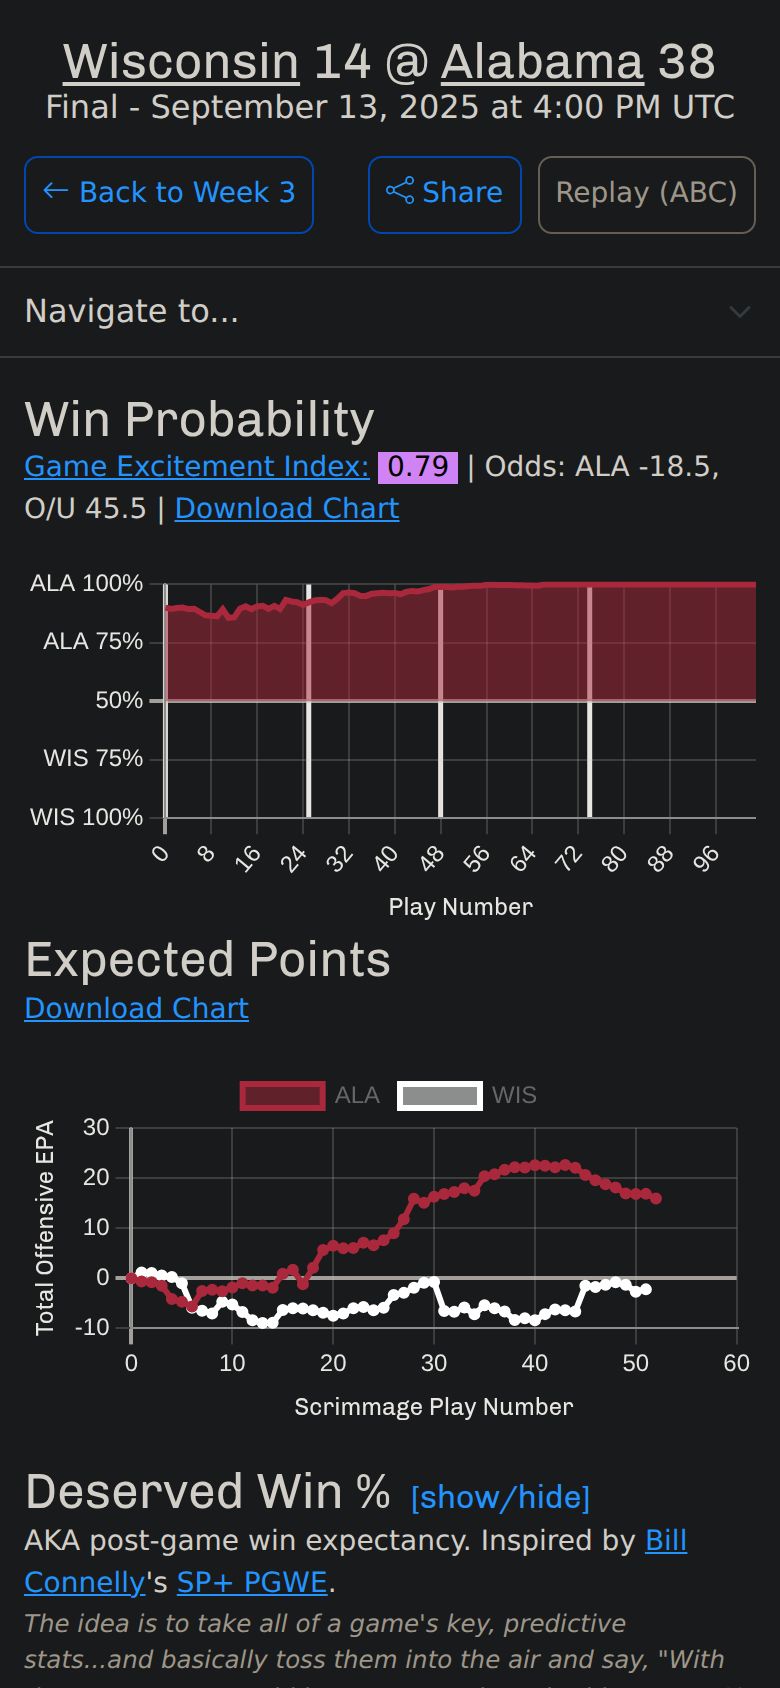 Wisconsin 14 @ Alabama 38
Final - September 13, 2025 at 4:00 PM UTC
← Back to Week 3
Share
Replay (ABC)
Navigate to...
Win Probability
Game Excitement Index: 0.79 | Odds: ALA -18.5,
O/U 45.5 | Download Chart
ALA 100%
ALA 75%
50%
WIS 75%
WIS 100%
0 8 16 24 32 40 48 56 64 72 80 88 96
Play Number
Expected Points
Download Chart
ALA WIS
Total Offensive EPA
30
20
10
0
-10
0 10 20 30 40 50 60
Scrimmage Play Number
Deserved Win % [show/hide]
AKA post-game win expectancy. Inspired by Bill
Connelly's SP+ PGWE.
The idea is to take all of a game's key, predictive
stats...and basically toss them into the air and say, "With